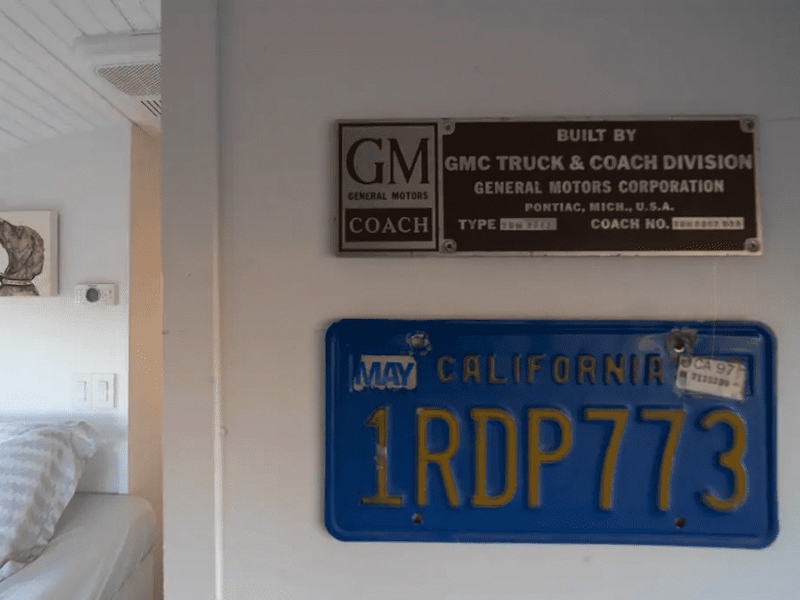 GM
GENERAL MOTORS
COACH
BUILT BY
GMC TRUCK & COACH DIVISION
GENERAL MOTORS CORPORATION
PONTIAC, MICH., U.S.A.
TYPE COACH NO.
MAY CALIFORNIA CA 97
1RDP773